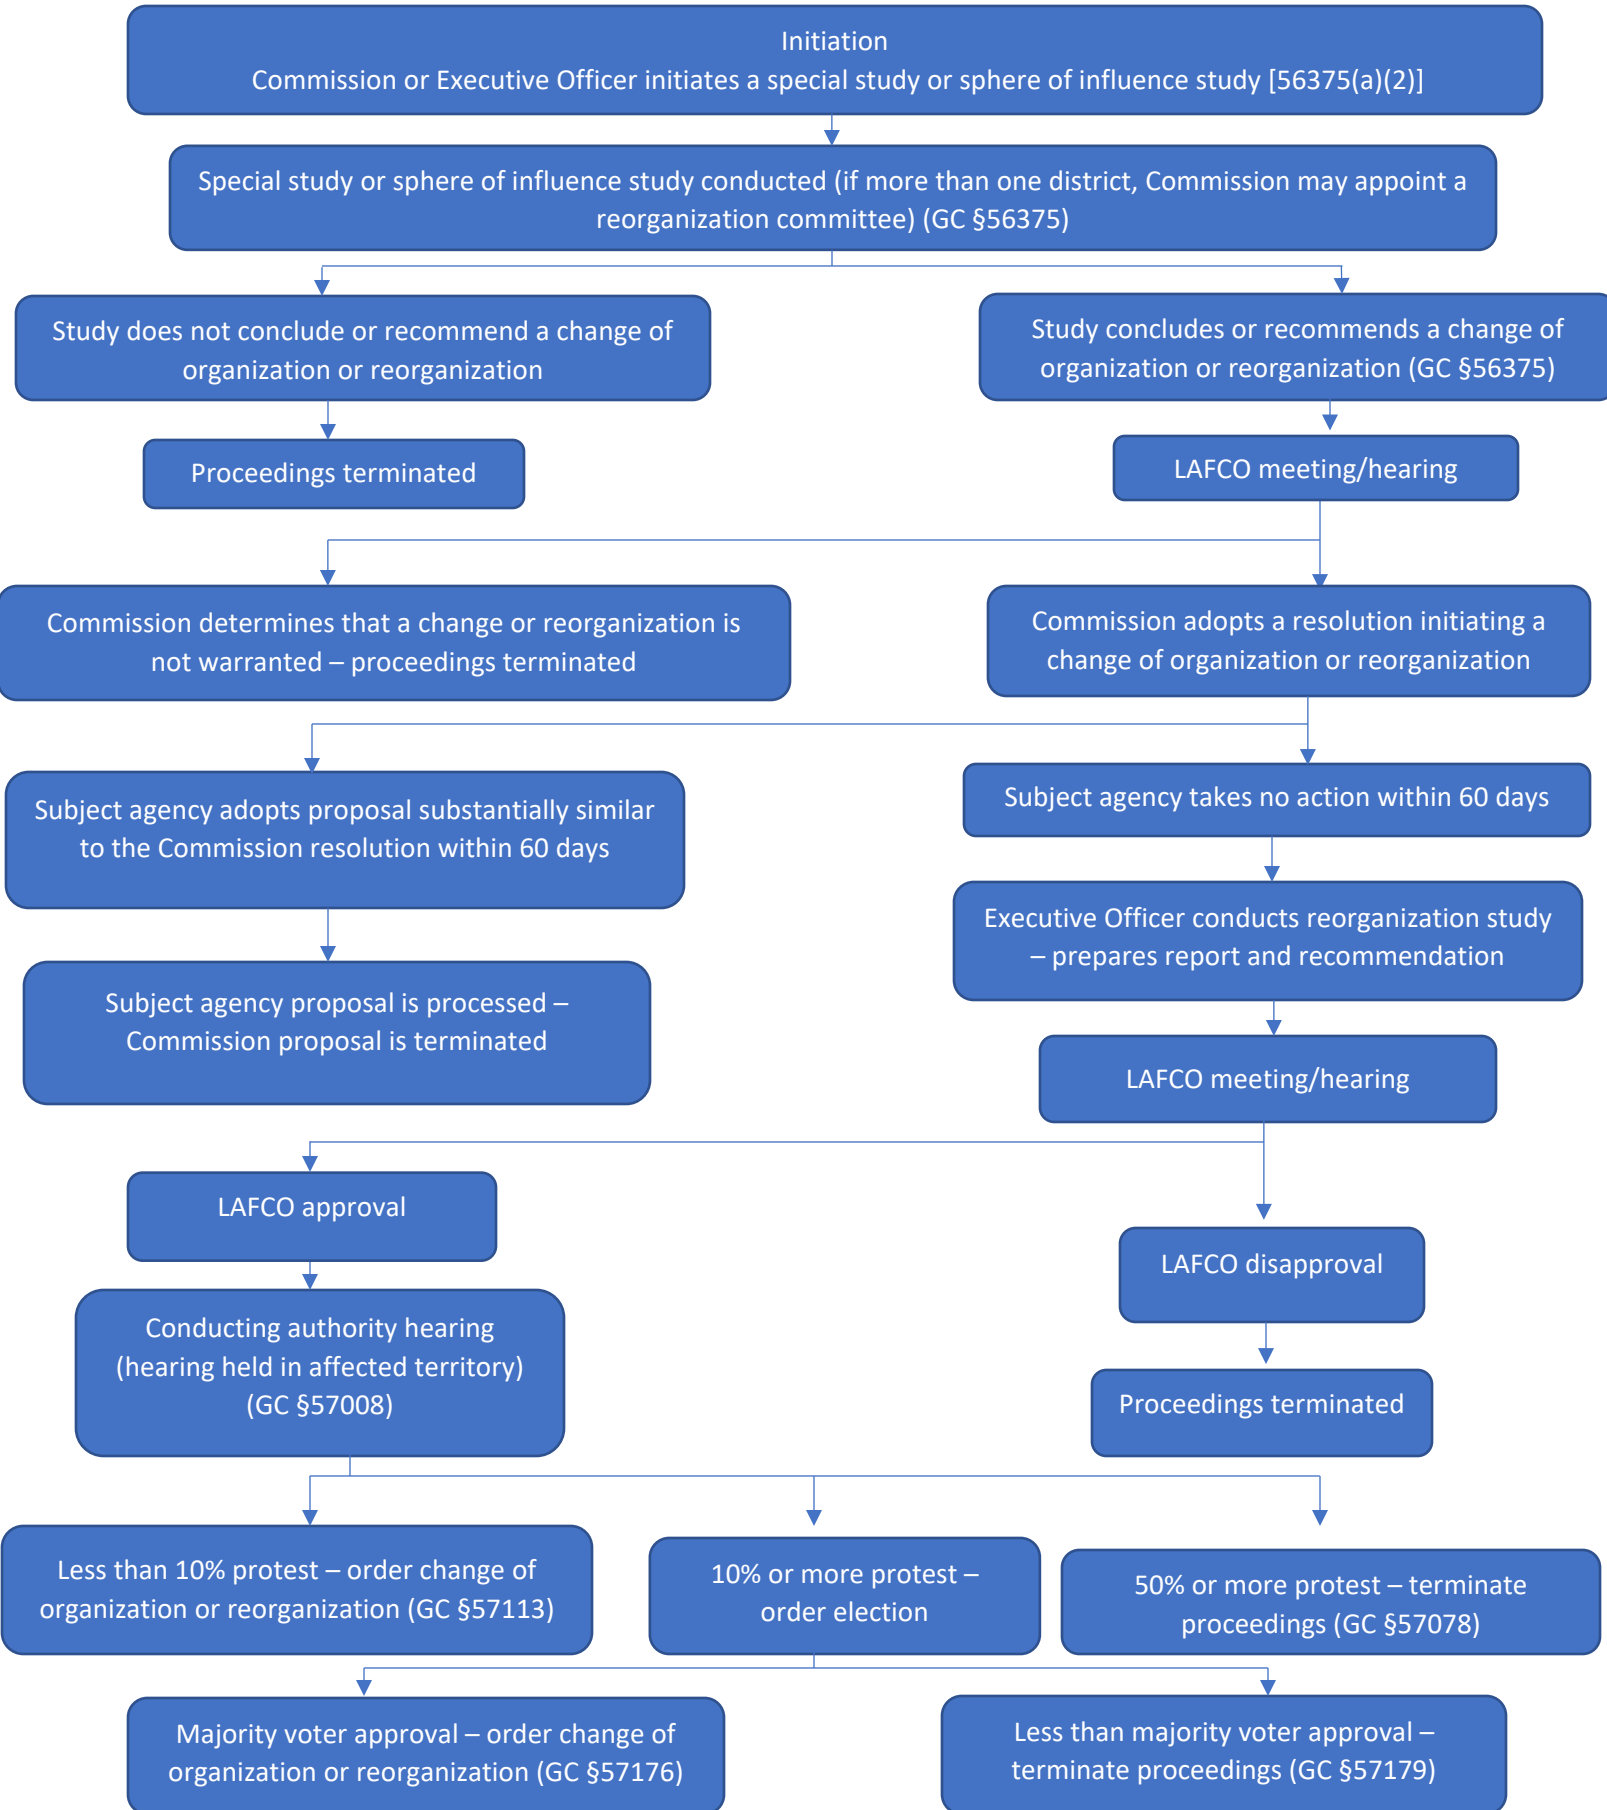 Initiation
Commission or Executive Officer initiates a special study or sphere of influence study [56375(a)(2)]
Special study or sphere of influence study conducted (if more than one district, Commission may appoint a
reorganization committee) (GC §56375)
Study does not conclude or recommend a change of
organization or reorganization
Study concludes or recommends a change of
organization or reorganization (GC §56375)
Proceedings terminated
LAFCO meeting/hearing
Commission determines that a change or reorganization is
not warranted – proceedings terminated
Commission adopts a resolution initiating a
change of organization or reorganization
Subject agency adopts proposal substantially similar
to the Commission resolution within 60 days
Subject agency takes no action within 60 days
Executive Officer conducts reorganization study
– prepares report and recommendation
Subject agency proposal is processed –
Commission proposal is terminated
LAFCO meeting/hearing
LAFCO approval
LAFCO disapproval
Conducting authority hearing
(hearing held in affected territory)
(GC §57008)
Proceedings terminated
Less than 10% protest – order change of
organization or reorganization (GC §57113)
10% or more protest –
order election
50% or more protest – terminate
proceedings (GC §57078)
Majority voter approval – order change of
organization or reorganization (GC §57176)
Less than majority voter approval –
terminate proceedings (GC §57179)